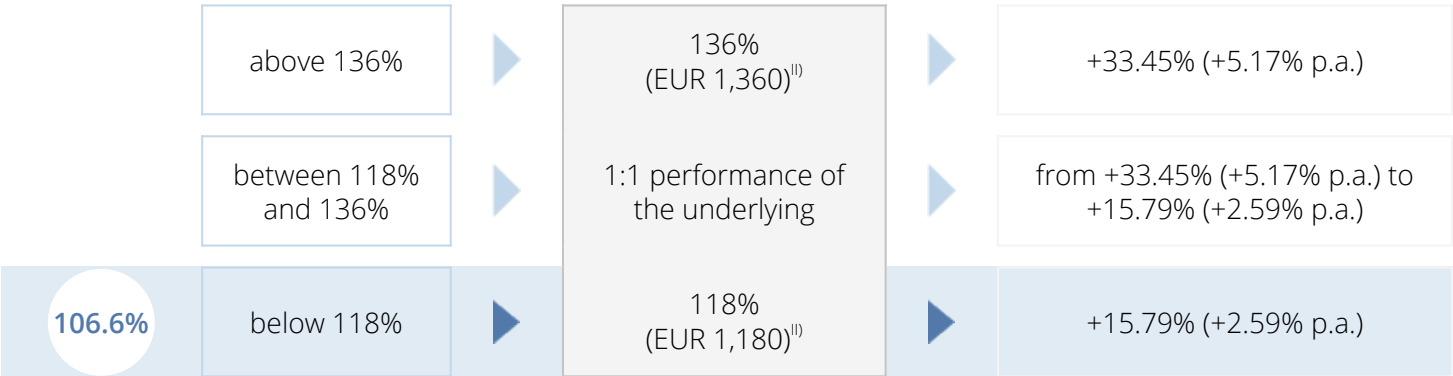 above 136%
136%
(EUR 1,360)II)
+33.45% (+5.17% p.a.)
between 118%
and 136%
1:1 performance of
the underlying
from +33.45% (+5.17% p.a.) to
+15.79% (+2.59% p.a.)
106.6%
below 118%
118%
(EUR 1,180)II)
+15.79% (+2.59% p.a.)